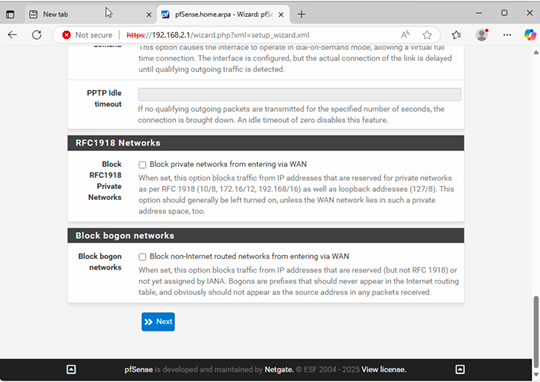 New tab
pfSense.home.arpa - Wizard: pfSe
Not secure
https://192.168.2.1/wizard.php?xml=setup_wizard.xml
This option causes the interface to operate in dial-on-demand mode, allowing a virtual full
time connection. The interface is configured, but the actual connection of the link is delayed
until qualifying outgoing traffic is detected.
PPTP Idle
timeout
If no qualifying outgoing packets are transmitted for the specified number of seconds, the
connection is brought down. An idle timeout of zero disables this feature.
RFC1918 Networks
Block
RFC1918
Private
Networks
Block private networks from entering via WAN
When set, this option blocks traffic from IP addresses that are reserved for private networks
as per RFC 1918 (10/8, 172.16/12, 192.168/16) as well as loopback addresses (127/8). This
option should generally be left turned on, unless the WAN network lies in such a private
address space, too.
Block bogon networks
Block bogon
networks
Block non-Internet routed networks from entering via WAN
When set, this option blocks traffic from IP addresses that are reserved (but not RFC 1918) or
not yet assigned by IANA. Bogons are prefixes that should never appear in the Internet routing
table, and obviously should not appear as the source address in any packets received.
Next
pfSense is developed and maintained by Netgate. © ESF 2004 - 2025 View license.